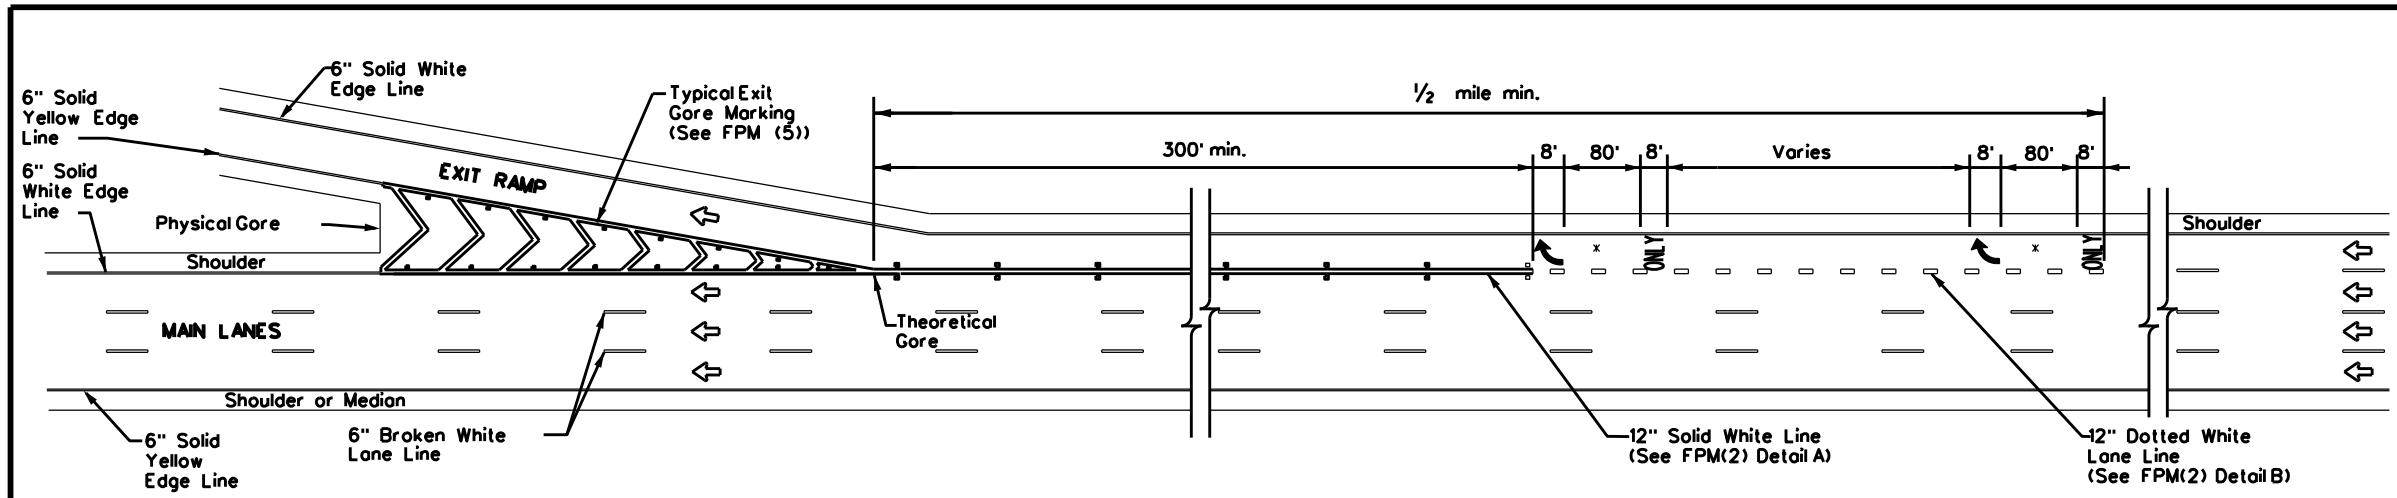 6" Solid White
Edge Line
6" Solid
Yellow Edge
Line
6" Solid
White Edge
Line
Typical Exit
Gore Marking
(See FPM (5))
1/2 mile min.
300' min.
8'
80'
8'
Varies
8'
80'
8'
EXIT RAMP
Physical Gore
Shoulder
Shoulder
*
ONLY
*
ONLY
MAIN LANES
Theoretical
Gore
Shoulder or Median
6" Solid
Yellow
Edge Line
6" Broken White
Lane Line
12" Solid White Line
(See FPM(2) Detail A)
12" Dotted White
Lane Line
(See FPM(2) Detail B)